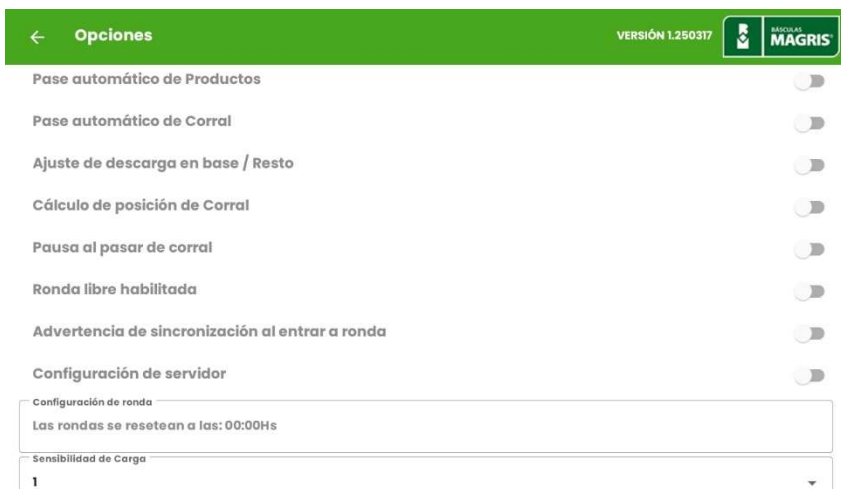 Opciones
VERSIÓN 1.250317
BÁSCULAS
MAGRIS
Pase automático de Productos
Pase automático de Corral
Ajuste de descarga en base / Resto
Cálculo de posición de Corral
Pausa al pasar de corral
Ronda libre habilitada
Advertencia de sincronización al entrar a ronda
Configuración de servidor
Configuración de ronda
Las rondas se resetean a las: 00:00Hs
Sensibilidad de Carga
1